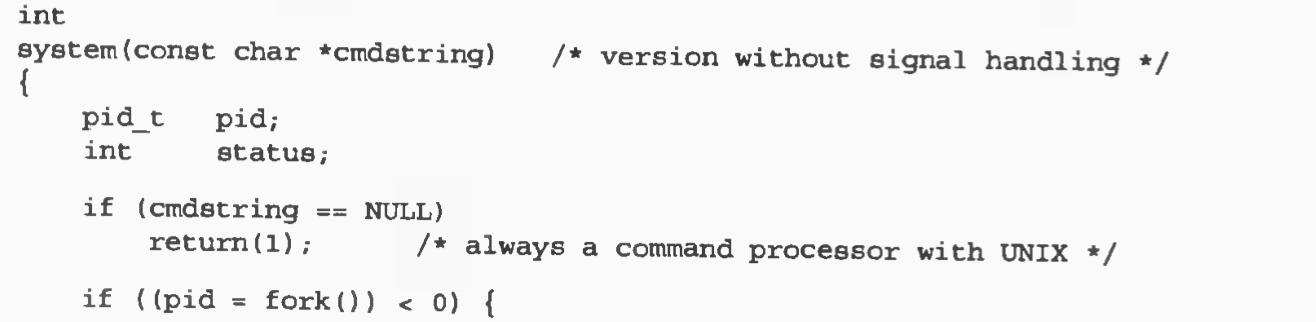 int
system(const char *cmdstring)    /* version without signal handling */
{
    pid_t   pid;
    int     status;
    if (cmdstring == NULL)
        return(1);      /* always a command processor with UNIX */
    if ((pid = fork()) < 0) {